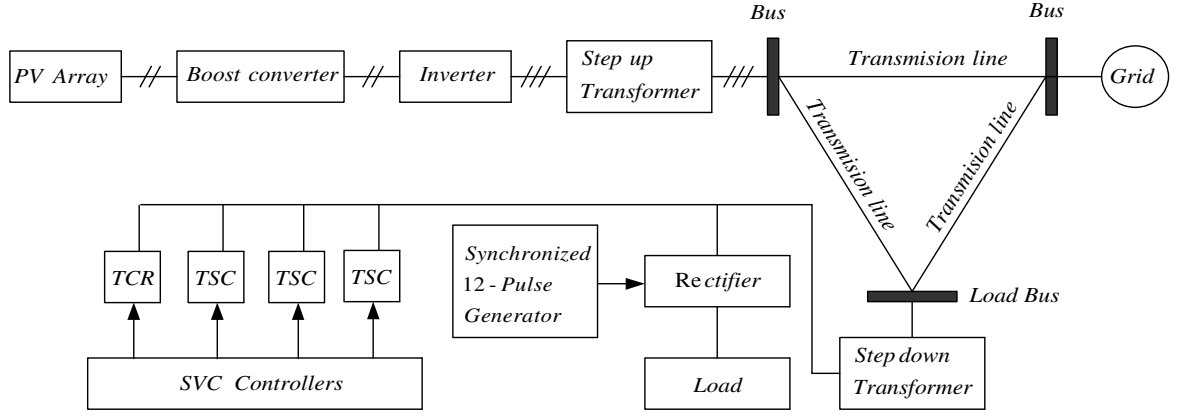 Bus
Bus
PV Array
Boost converter
Inverter
Step up
Transformer
Transmision line
Grid
Transmision line
Transmision line
TCR
TSC
TSC
TSC
Synchronized
12 - Pulse
Generator
Rectifier
Load Bus
SVC Controllers
Load
Step down
Transformer